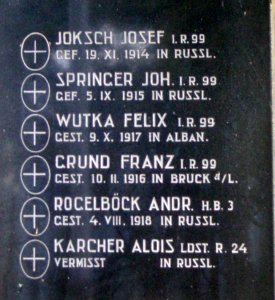 JOKSCH JOSEF I.R.99
GEF. 19. XI. 1914 IN RUSSL.
SPRINGER JOH. I.R.99
GEF. 5. IX. 1915 IN RUSSL.
WUTKA FELIX I.R.99
GEST. 9. X. 1917 IN ALBAN.
GRUND FRANZ I.R.99
GEST. 10. 11. 1916 IN BRUCK d/L.
ROGELBÖCK ANDR. H.B.3
GEST. 4. VIII. 1918 IN RUSSL.
KARCHER ALOIS LDST. R. 24
VERMISST IN RUSSL.